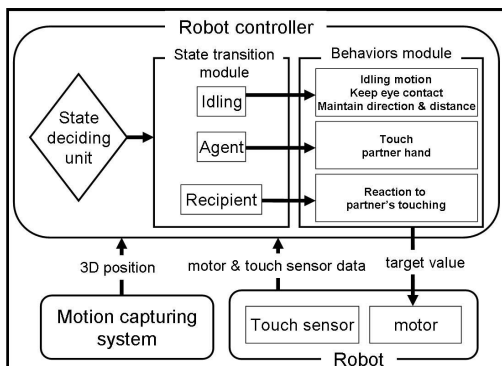 Robot controller
State transition
module
Behaviors module
State
deciding
unit
Idling
Agent
Recipient
Idling motion
Keep eye contact
Maintain direction & distance
Touch
partner hand
Reaction to
partner's touching
3D position
motor & touch sensor data
target value
Motion capturing
system
Touch sensor
motor
Robot